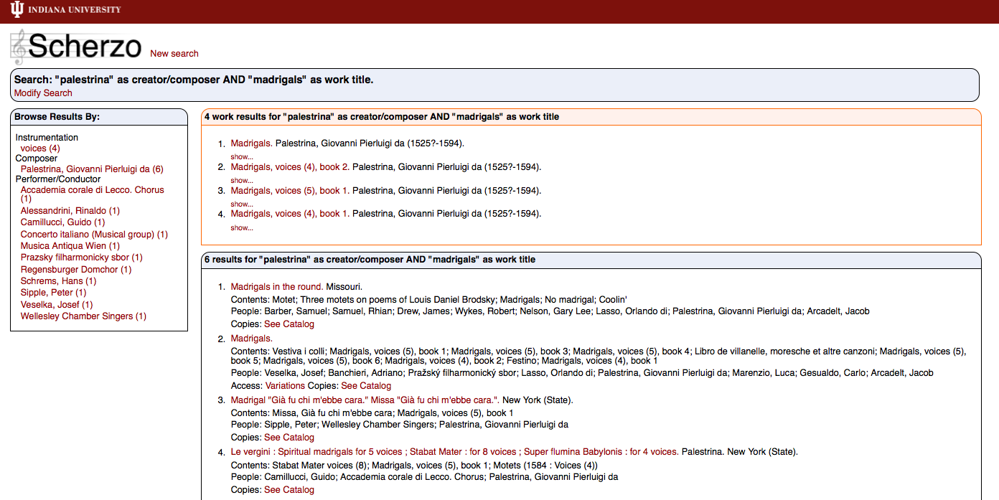 INDIANA UNIVERSITY
Scherzo New search
Search: "palestrina" as creator/composer AND "madrigals" as work title.
Modify Search
Browse Results By:
Instrumentation
voices (4)
Composer
Palestrina, Giovanni Pierluigi da (6)
Performer/Conductor
Accademia corale di Lecco. Chorus
(1)
Alessandrini, Rinaldo (1)
Camillucci, Guido (1)
Concerto italiano (Musical group) (1)
Musica Antiqua Wien (1)
Prazsky filharmonicky sbor (1)
Regensburger Domchor (1)
Schrems, Hans (1)
Sipple, Peter (1)
Veselka, Josef (1)
Wellesley Chamber Singers (1)
4 work results for "palestrina" as creator/composer AND "madrigals" as work title
1. Madrigals. Palestrina, Giovanni Pierluigi da (1525?-1594).
show...
2. Madrigals, voices (4), book 2. Palestrina, Giovanni Pierluigi da (1525?-1594).
show...
3. Madrigals, voices (5), book 1. Palestrina, Giovanni Pierluigi da (1525?-1594).
show...
4. Madrigals, voices (4), book 1. Palestrina, Giovanni Pierluigi da (1525?-1594).
show...
6 results for "palestrina" as creator/composer AND "madrigals" as work title
1. Madrigals in the round. Missouri.
Contents: Motet; Three motets on poems of Louis Daniel Brodsky; Madrigals; No madrigal; Coolin'
People: Barber, Samuel; Samuel, Rhian; Drew, James; Wykes, Robert; Nelson, Gary Lee; Lasso, Orlando di; Palestrina, Giovanni Pierluigi da; Arcadelt, Jacob
Copies: See Catalog
2. Madrigals.
Contents: Vestiva i colli; Madrigals, voices (5), book 1; Madrigals, voices (5), book 3; Madrigals, voices (5), book 4; Libro de villanelle, moresche et altre canzoni; Madrigals, voices (5),
book 5; Madrigals, voices (5), book 6; Madrigals, voices (4), book 2; Festino; Madrigals, voices (4), book 1
People: Veselka, Josef; Banchieri, Adriano; Pražský filharmonický sbor; Lasso, Orlando di; Palestrina, Giovanni Pierluigi da; Marenzio, Luca; Gesualdo, Carlo; Arcadelt, Jacob
Access: Variations Copies: See Catalog
3. Madrigal "Già fu chi m'ebbe cara." Missa "Già fu chi m'ebbe cara.". New York (State).
Contents: Missa, Già fu chi m'ebbe cara; Madrigals, voices (5), book 1
People: Sipple, Peter; Wellesley Chamber Singers; Palestrina, Giovanni Pierluigi da
Copies: See Catalog
4. Le vergini : Spiritual madrigals for 5 voices ; Stabat Mater : for 8 voices ; Super flumina Babylonis : for 4 voices. Palestrina. New York (State).
Contents: Stabat Mater voices (8); Madrigals, voices (5), book 1; Motets (1584 : Voices (4))
People: Camillucci, Guido; Accademia corale di Lecco. Chorus; Palestrina, Giovanni Pierluigi da
Copies: See Catalog